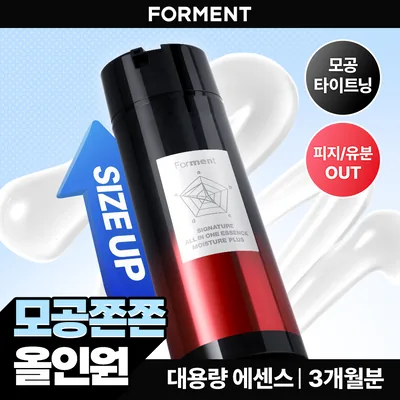 FORMENT
모공
타이트닝
피지/유분
OUT
SIZE UP
Forment
SIGNATURE
ALL IN ONE ESSENCE
MOISTURE PLUS
모공쫀쫀
올인원
대용량 에센스 | 3개월분